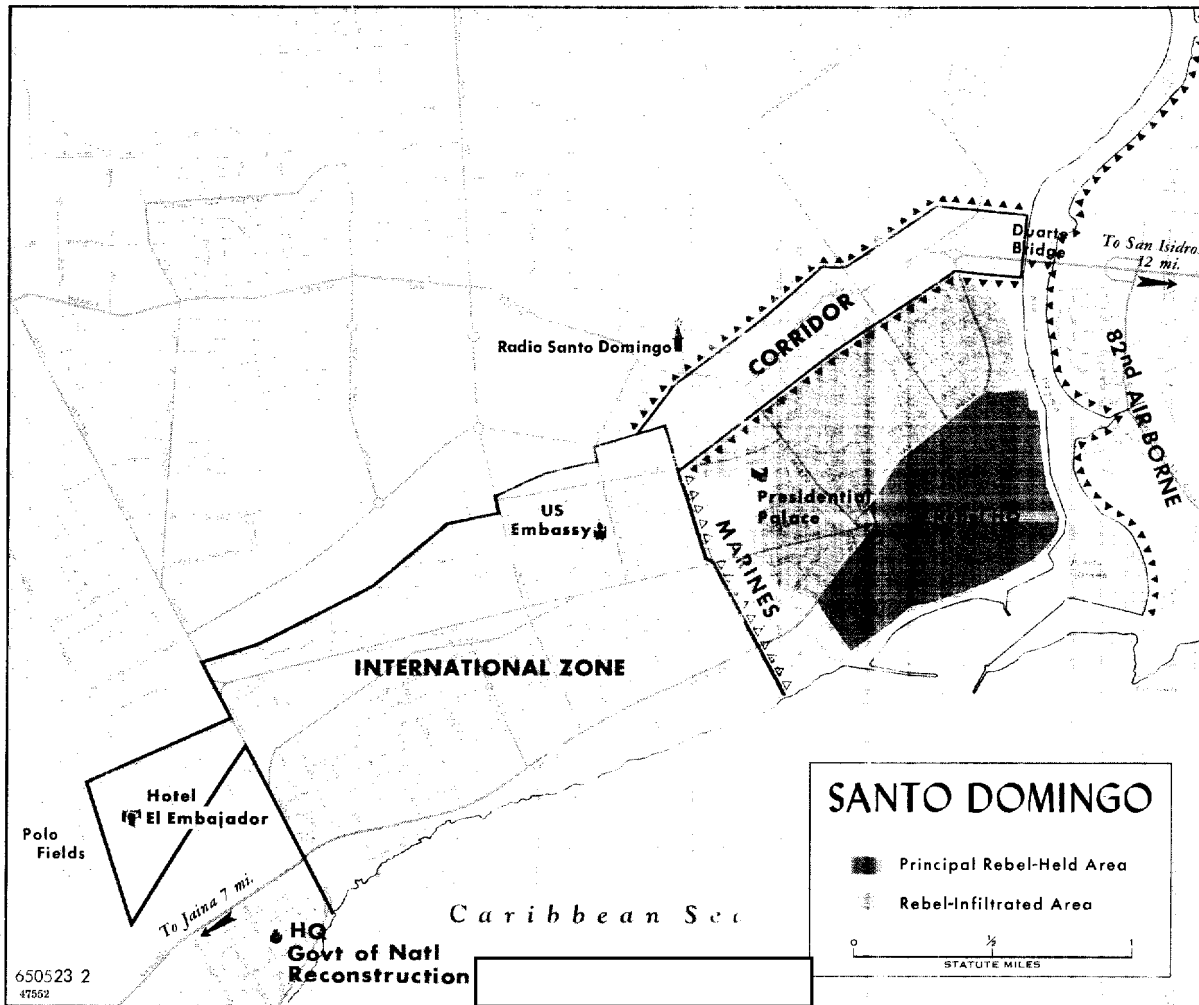 Duarte
Bridge
To San Isidro
12 mi.
Radio Santo Domingo
CORRIDOR
82nd AIRBORNE
US
Embassy
Presidential
Palace
MARINES
INTERNATIONAL ZONE
Hotel
El Embajador
Polo
Fields
To Jaina 7 mi.
HQ
Govt of Natl
Reconstruction
Caribbean
SANTO DOMINGO
Principal Rebel-Held Area
Rebel-Infiltrated Area
0 ½ 1
STATUTE MILES
650523 2
47552